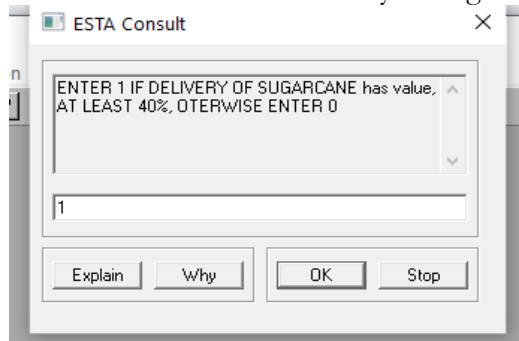 ESTA Consult
ENTER 1 IF DELIVERY OF SUGARCANE has value,
AT LEAST 40%, OTERWISE ENTER 0
1
Explain Why OK Stop